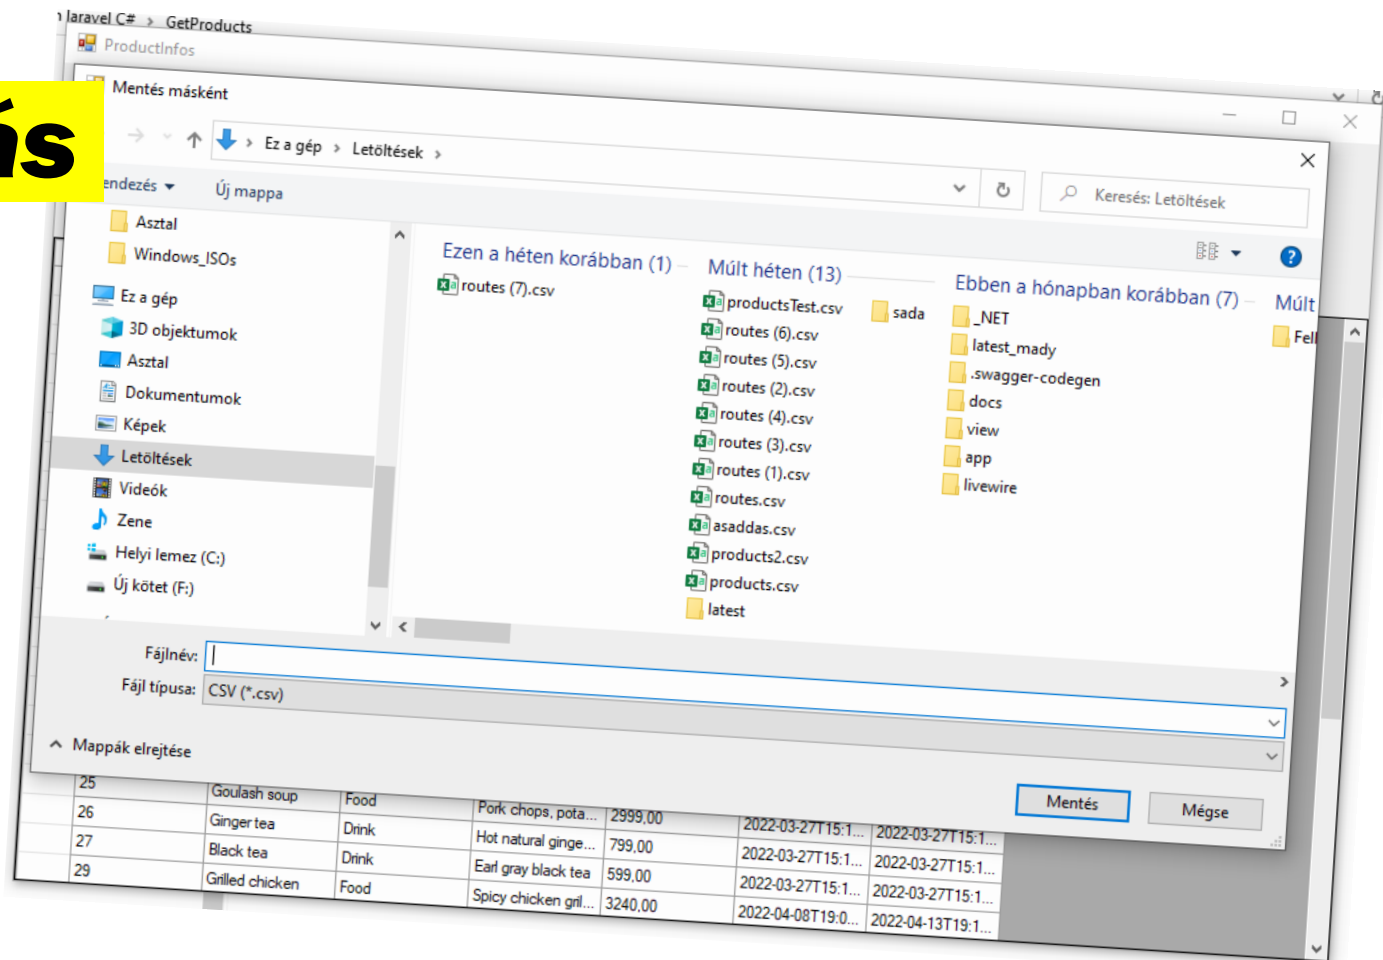 laravel C# > GetProducts
ProductInfos
Mentés másként
ás
Ez a gép > Letöltések >
Keresés: Letöltések
endezés
Új mappa
Asztal
Windows_ISOs
Ez a gép
3D objektumok
Asztal
Dokumentumok
Képek
Letöltések
Videók
Zene
Helyi lemez (C:)
Új kötet (F:)
Ezen a héten korábban (1)
routes (7).csv
Múlt héten (13)
productsTest.csv
routes (6).csv
routes (5).csv
routes (2).csv
routes (4).csv
routes (3).csv
routes (1).csv
routes.csv
asaddas.csv
products2.csv
products.csv
latest
sada
Ebben a hónapban korábban (7)
_NET
latest_mady
.swagger-codegen
docs
view
app
livewire
Múlt
Fell
Fájlnév:
Fájl típusa: CSV (*.csv)
Mappák elrejtése
Mentés
Mégse
25 Goulash soup Food Pork chops, pota... 2999,00 2022-03-27T15:1... 2022-03-27T15:1...
26 Ginger tea Drink Hot natural ginge... 799,00 2022-03-27T15:1... 2022-03-27T15:1...
27 Black tea Drink Earl gray black tea 599,00 2022-03-27T15:1... 2022-03-27T15:1...
29 Grilled chicken Food Spicy chicken gril... 3240,00 2022-04-08T19:0... 2022-04-13T19:1...